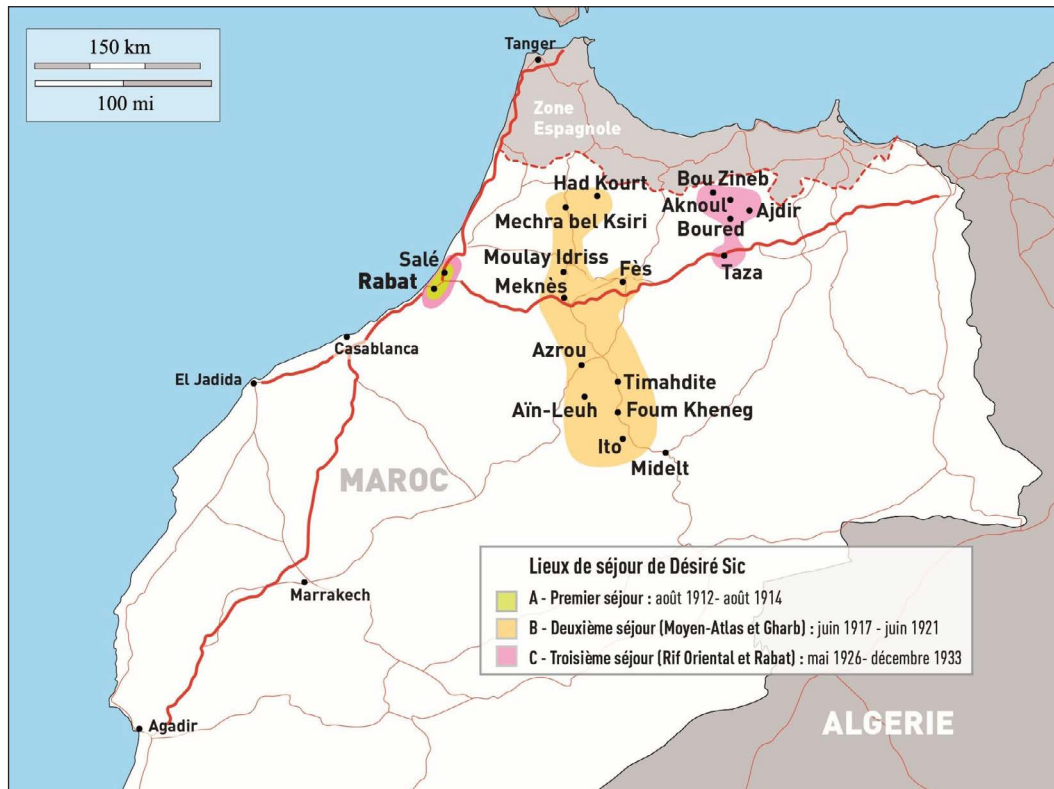 150 km
100 mi
Tanger
Zone
Espagnole
Had Kourt
Bou Zineb
Mechra bel Ksiri
Aknoul
Ajdir
Boured
Moulay Idriss
Salé
Fès
Taza
Rabat
Meknès
Casablanca
Azrou
El Jadida
Timahdite
Aïn-Leuh
Foum Kheneg
Ito
Midelt
MAROC
Lieux de séjour de Désiré Sic
A - Premier séjour : août 1912- août 1914
B - Deuxième séjour (Moyen-Atlas et Gharb) : juin 1917 - juin 1921
C - Troisième séjour (Rif Oriental et Rabat) : mai 1926- décembre 1933
Marrakech
Agadir
ALGERIE